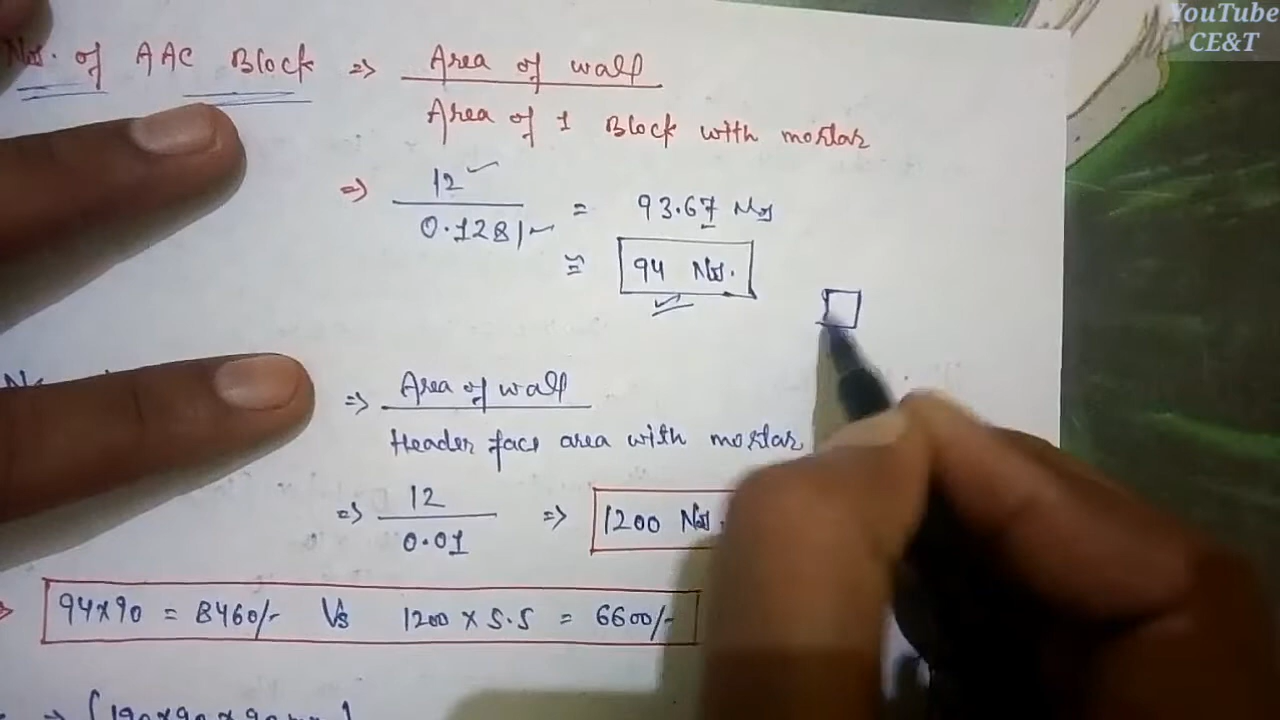 YouTube
CE&T
Nos. of AAC Block => Area of wall
Area of 1 Block with mortar
=> 12
0.1281 = 93.67 Nos
≅ 94 Nos.
=> Area of wall
Header face area with mortar
=> 12
0.01 => 1200 Nos.
94×90 = 8460/- Vs 1200 × 5.5 = 6600/-